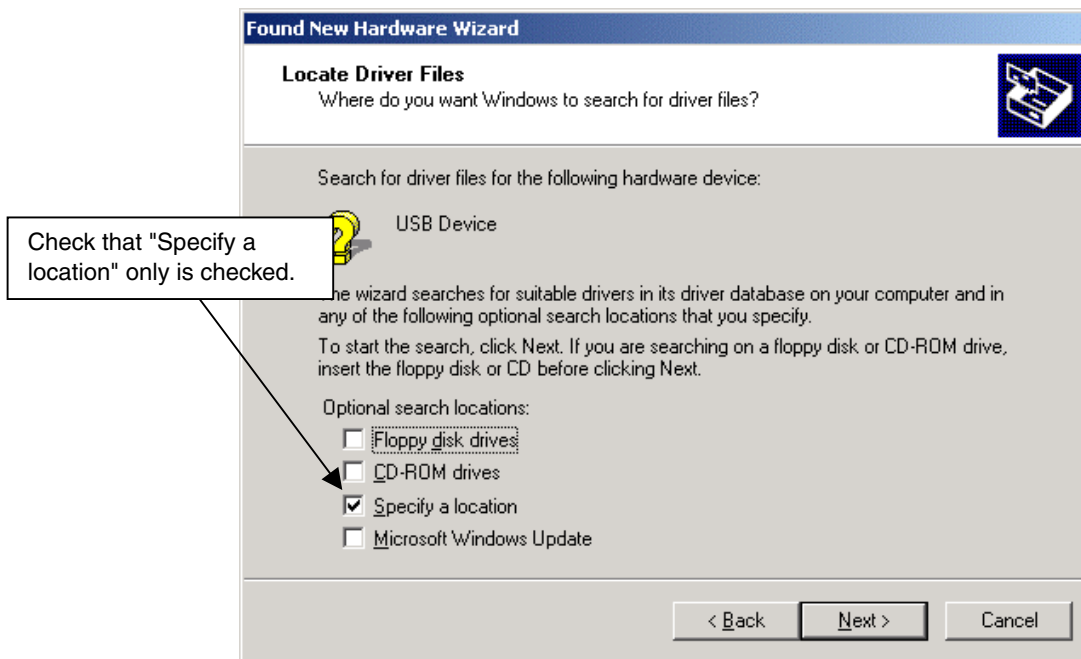 Found New Hardware Wizard
Locate Driver Files
Where do you want Windows to search for driver files?
Search for driver files for the following hardware device:
USB Device
Check that "Specify a
location" only is checked.
he wizard searches for suitable drivers in its driver database on your computer and in
any of the following optional search locations that you specify.
To start the search, click Next. If you are searching on a floppy disk or CD-ROM drive,
insert the floppy disk or CD before clicking Next.
Optional search locations:
Floppy disk drives
CD-ROM drives
Specify a location
Microsoft Windows Update
< Back
Next >
Cancel